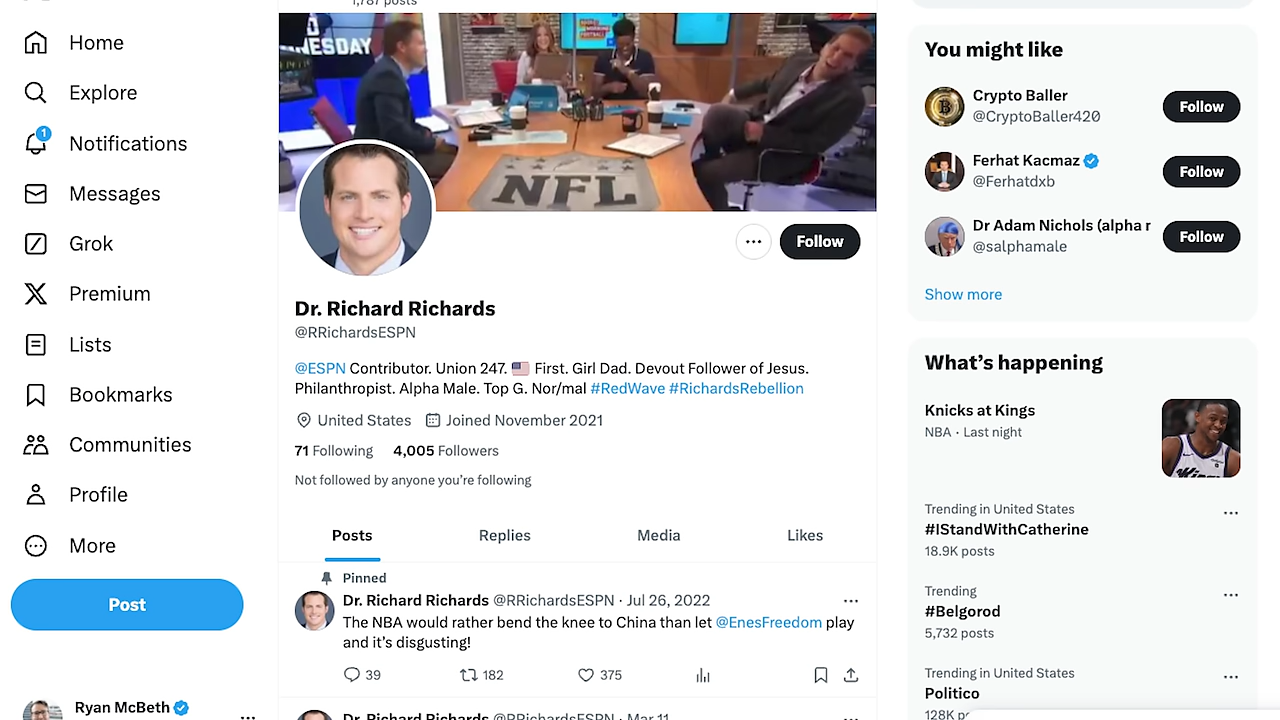 1,787 posts
Home
Explore
1
Notifications
Messages
Grok
Premium
Lists
Bookmarks
Communities
Profile
More
Post
Ryan McBeth
NESDAY
NFL
Follow
Dr. Richard Richards
@RRichardsESPN
@ESPN Contributor. Union 247. 🇺🇸 First. Girl Dad. Devout Follower of Jesus.
Philanthropist. Alpha Male. Top G. Nor/mal #RedWave #RichardsRebellion
United States Joined November 2021
71 Following 4,005 Followers
Not followed by anyone you're following
Posts Replies Media Likes
Pinned
Dr. Richard Richards @RRichardsESPN · Jul 26, 2022
The NBA would rather bend the knee to China than let @EnesFreedom play
and it's disgusting!
39 182 375
Dr. Richard Richards @RRichardsESPN · Mar 11
You might like
Crypto Baller
@CryptoBaller420
Follow
Ferhat Kacmaz
@Ferhatdxb
Follow
Dr Adam Nichols (alpha r
@salphamale
Follow
Show more
What's happening
Knicks at Kings
NBA · Last night
Trending in United States
#IStandWithCatherine
18.9K posts
Trending
#Belgorod
5,732 posts
Trending in United States
Politico
128K